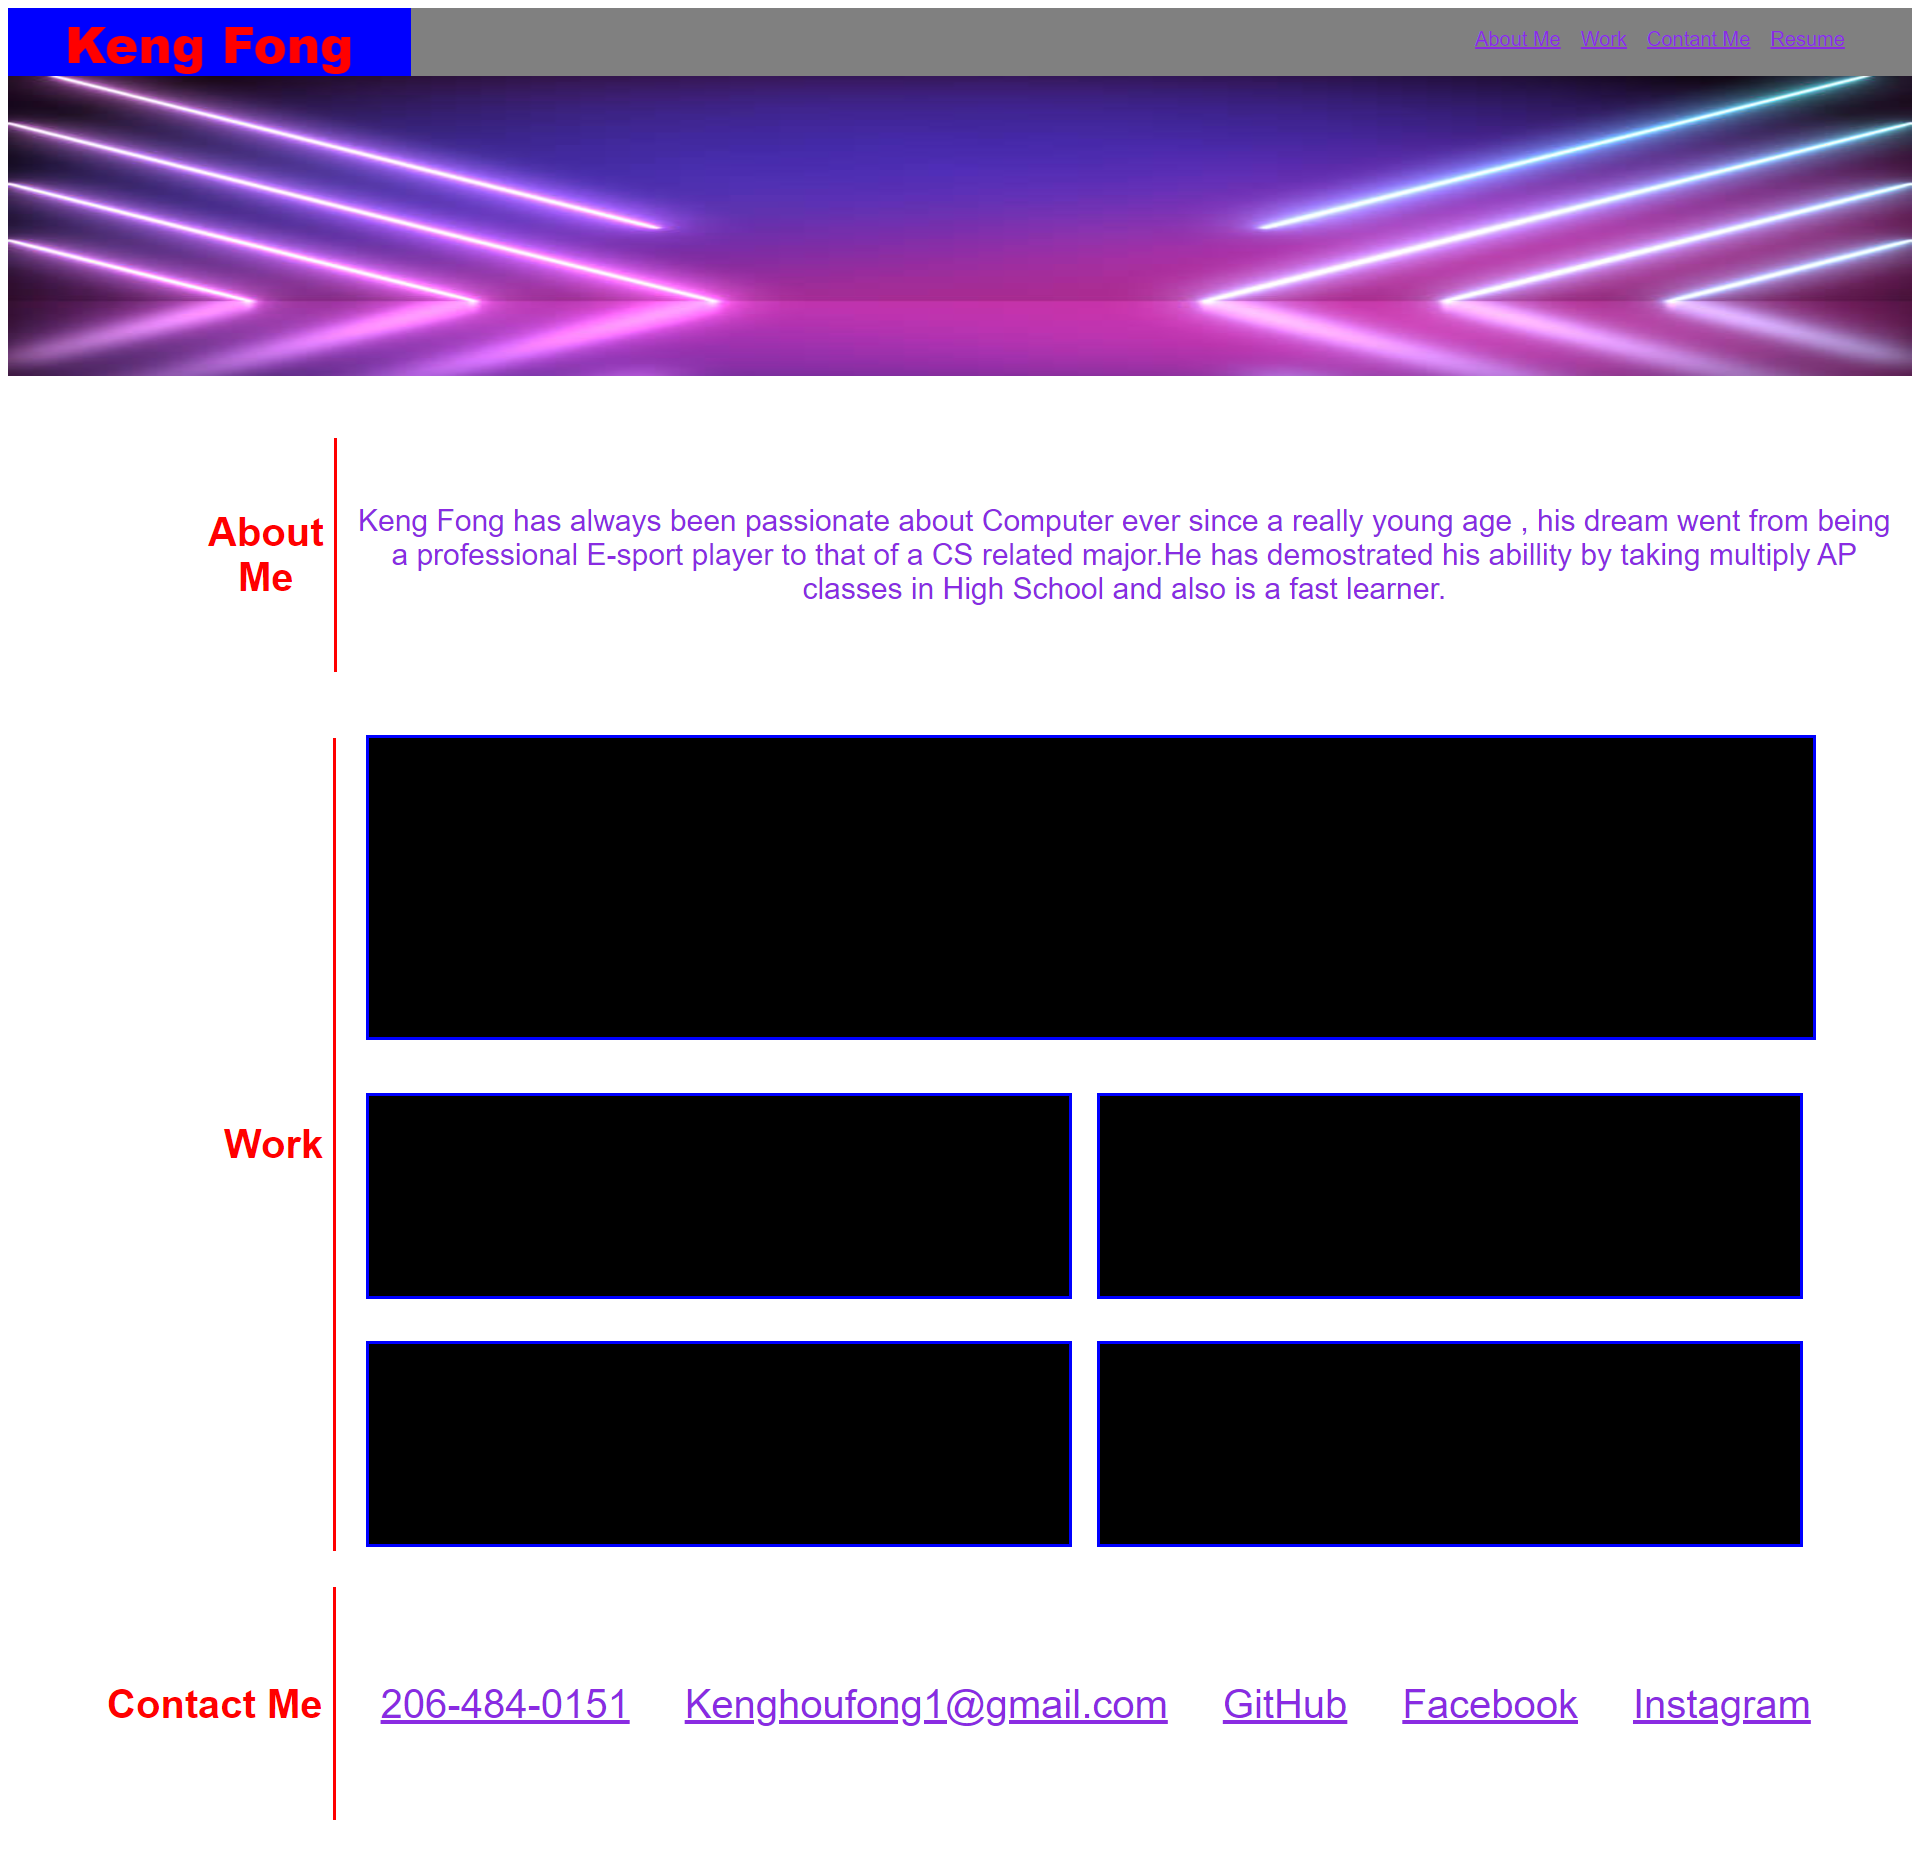 Keng Fong
About Me Work Contant Me Resume
About
Me
Keng Fong has always been passionate about Computer ever since a really young age , his dream went from being
a professional E-sport player to that of a CS related major.He has demostrated his abillity by taking multiply AP
classes in High School and also is a fast learner.
Work
Contact Me
206-484-0151 Kenghoufong1@gmail.com GitHub Facebook Instagram